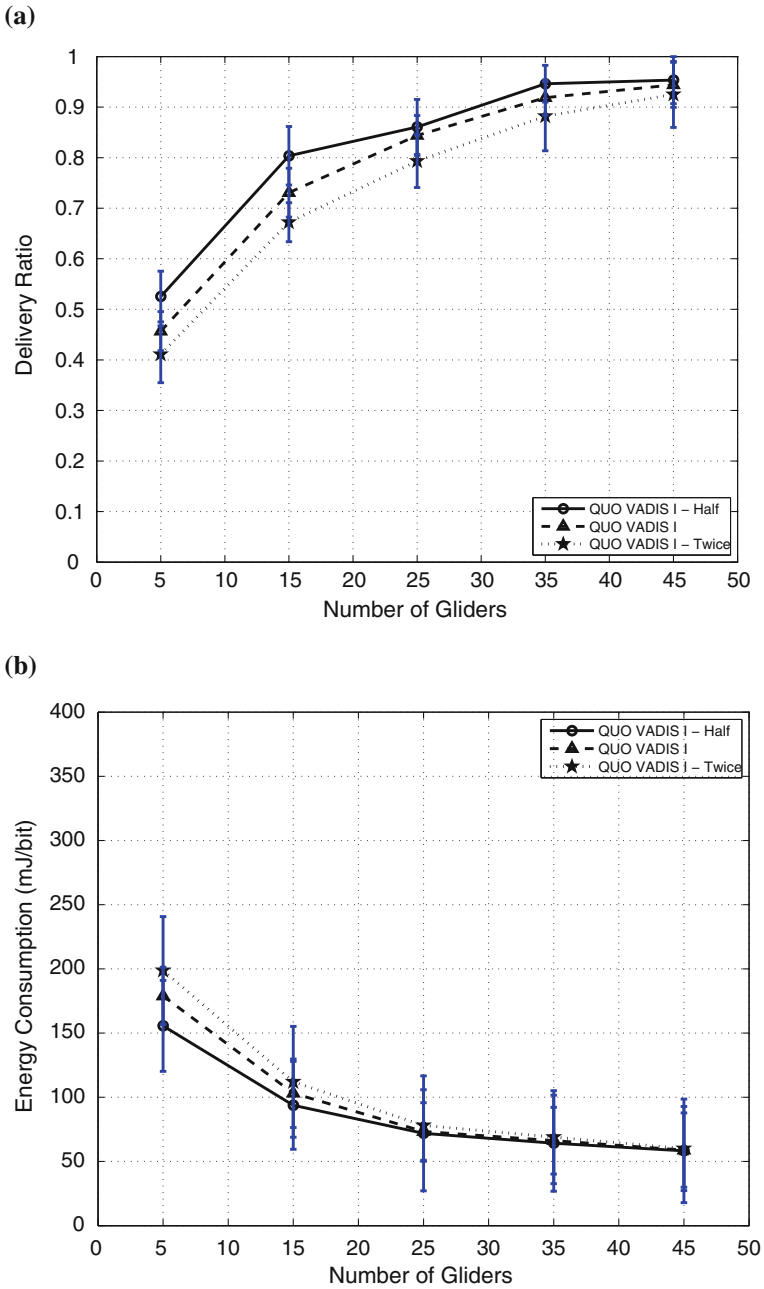 (a)
1
0.9
0.8
0.7
0.6
0.5
0.4
0.3
0.2
0.1
0
Delivery Ratio
QUO VADIS I – Half
QUO VADIS I
QUO VADIS I – Twice
0 5 10 15 20 25 30 35 40 45 50
Number of Gliders
(b)
400
350
300
250
200
150
100
50
0
Energy Consumption (mJ/bit)
QUO VADIS I – Half
QUO VADIS I
QUO VADIS I – Twice
0 5 10 15 20 25 30 35 40 45 50
Number of Gliders